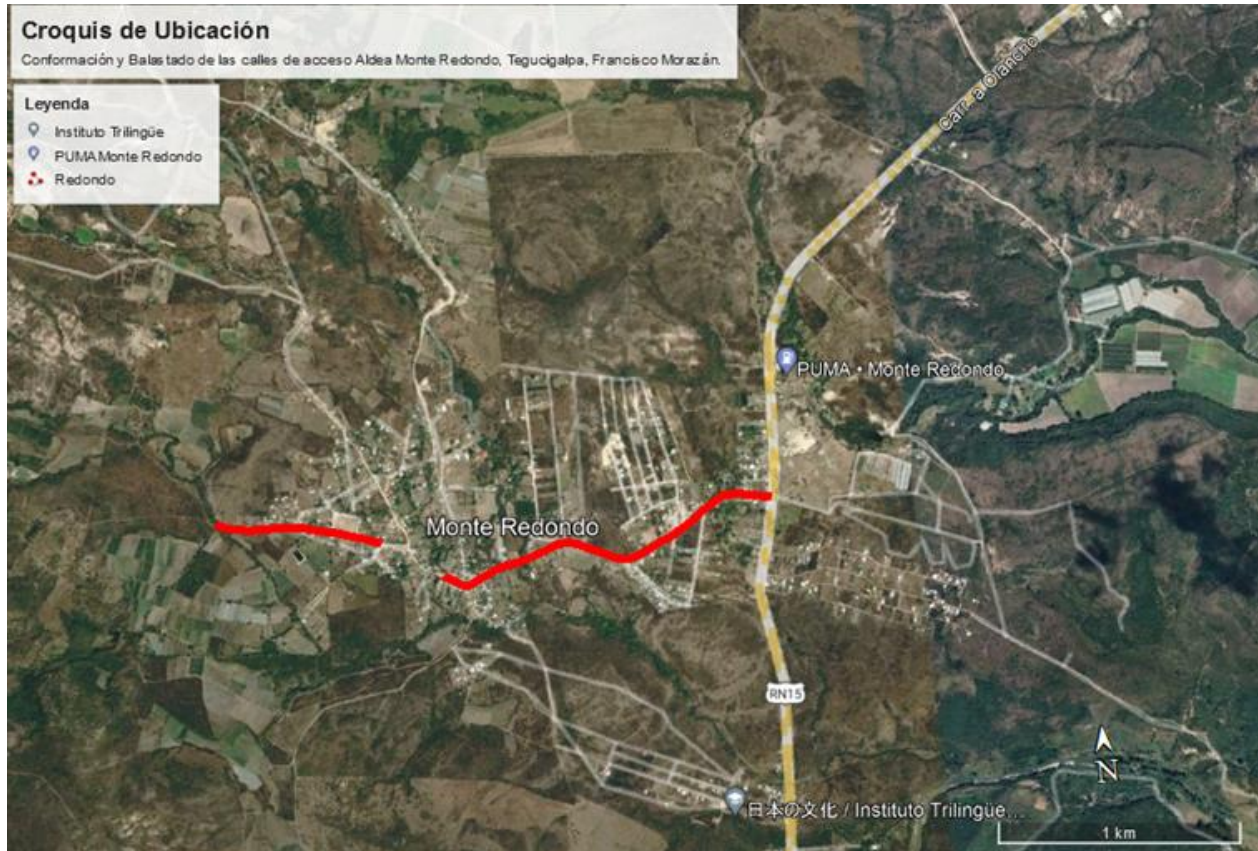 Croquis de Ubicación
Conformación y Balastado de las calles de acceso Aldea Monte Redondo, Tegucigalpa, Francisco Morazán.
Leyenda
Instituto Trilingüe
PUMA Monte Redondo
Redondo
Carr. a Olancho
PUMA • Monte Redondo
Monte Redondo
RN15
N
日本の文化 / Instituto Trilingüe...
1 km